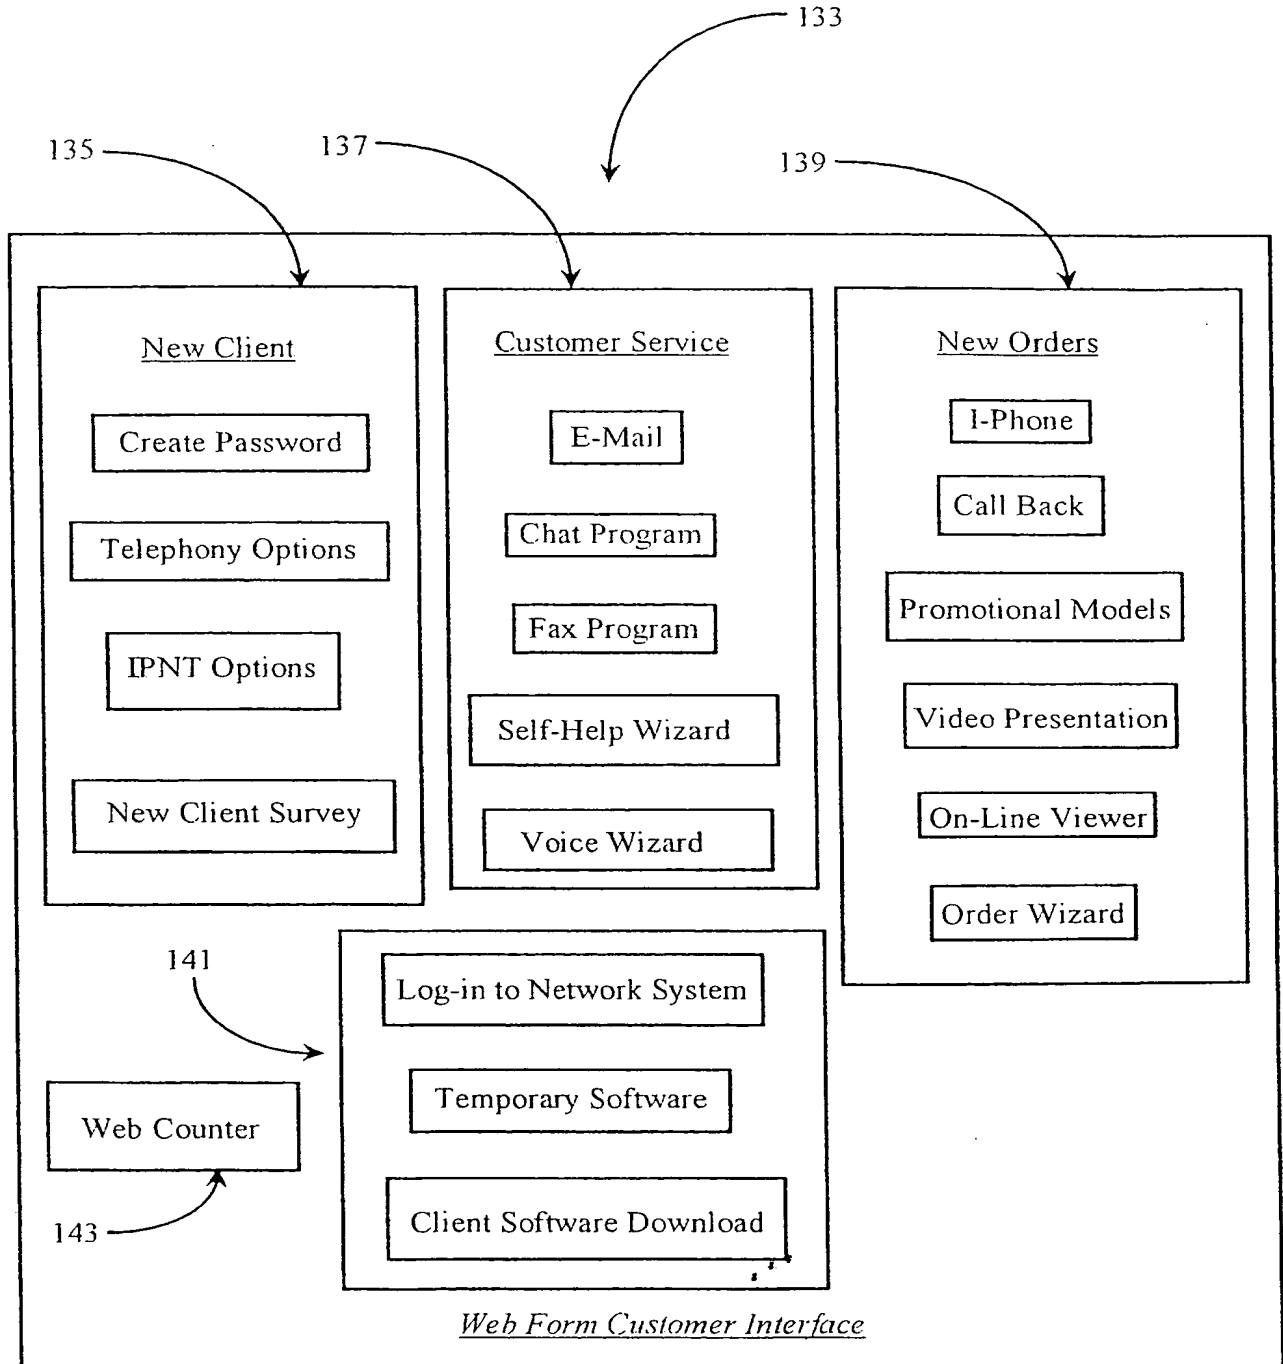 133
135
137
139
New Client
Create Password
Telephony Options
IPNT Options
New Client Survey
Customer Service
E-Mail
Chat Program
Fax Program
Self-Help Wizard
Voice Wizard
New Orders
I-Phone
Call Back
Promotional Models
Video Presentation
On-Line Viewer
Order Wizard
141
Log-in to Network System
Temporary Software
Client Software Download
Web Counter
143
Web Form Customer Interface